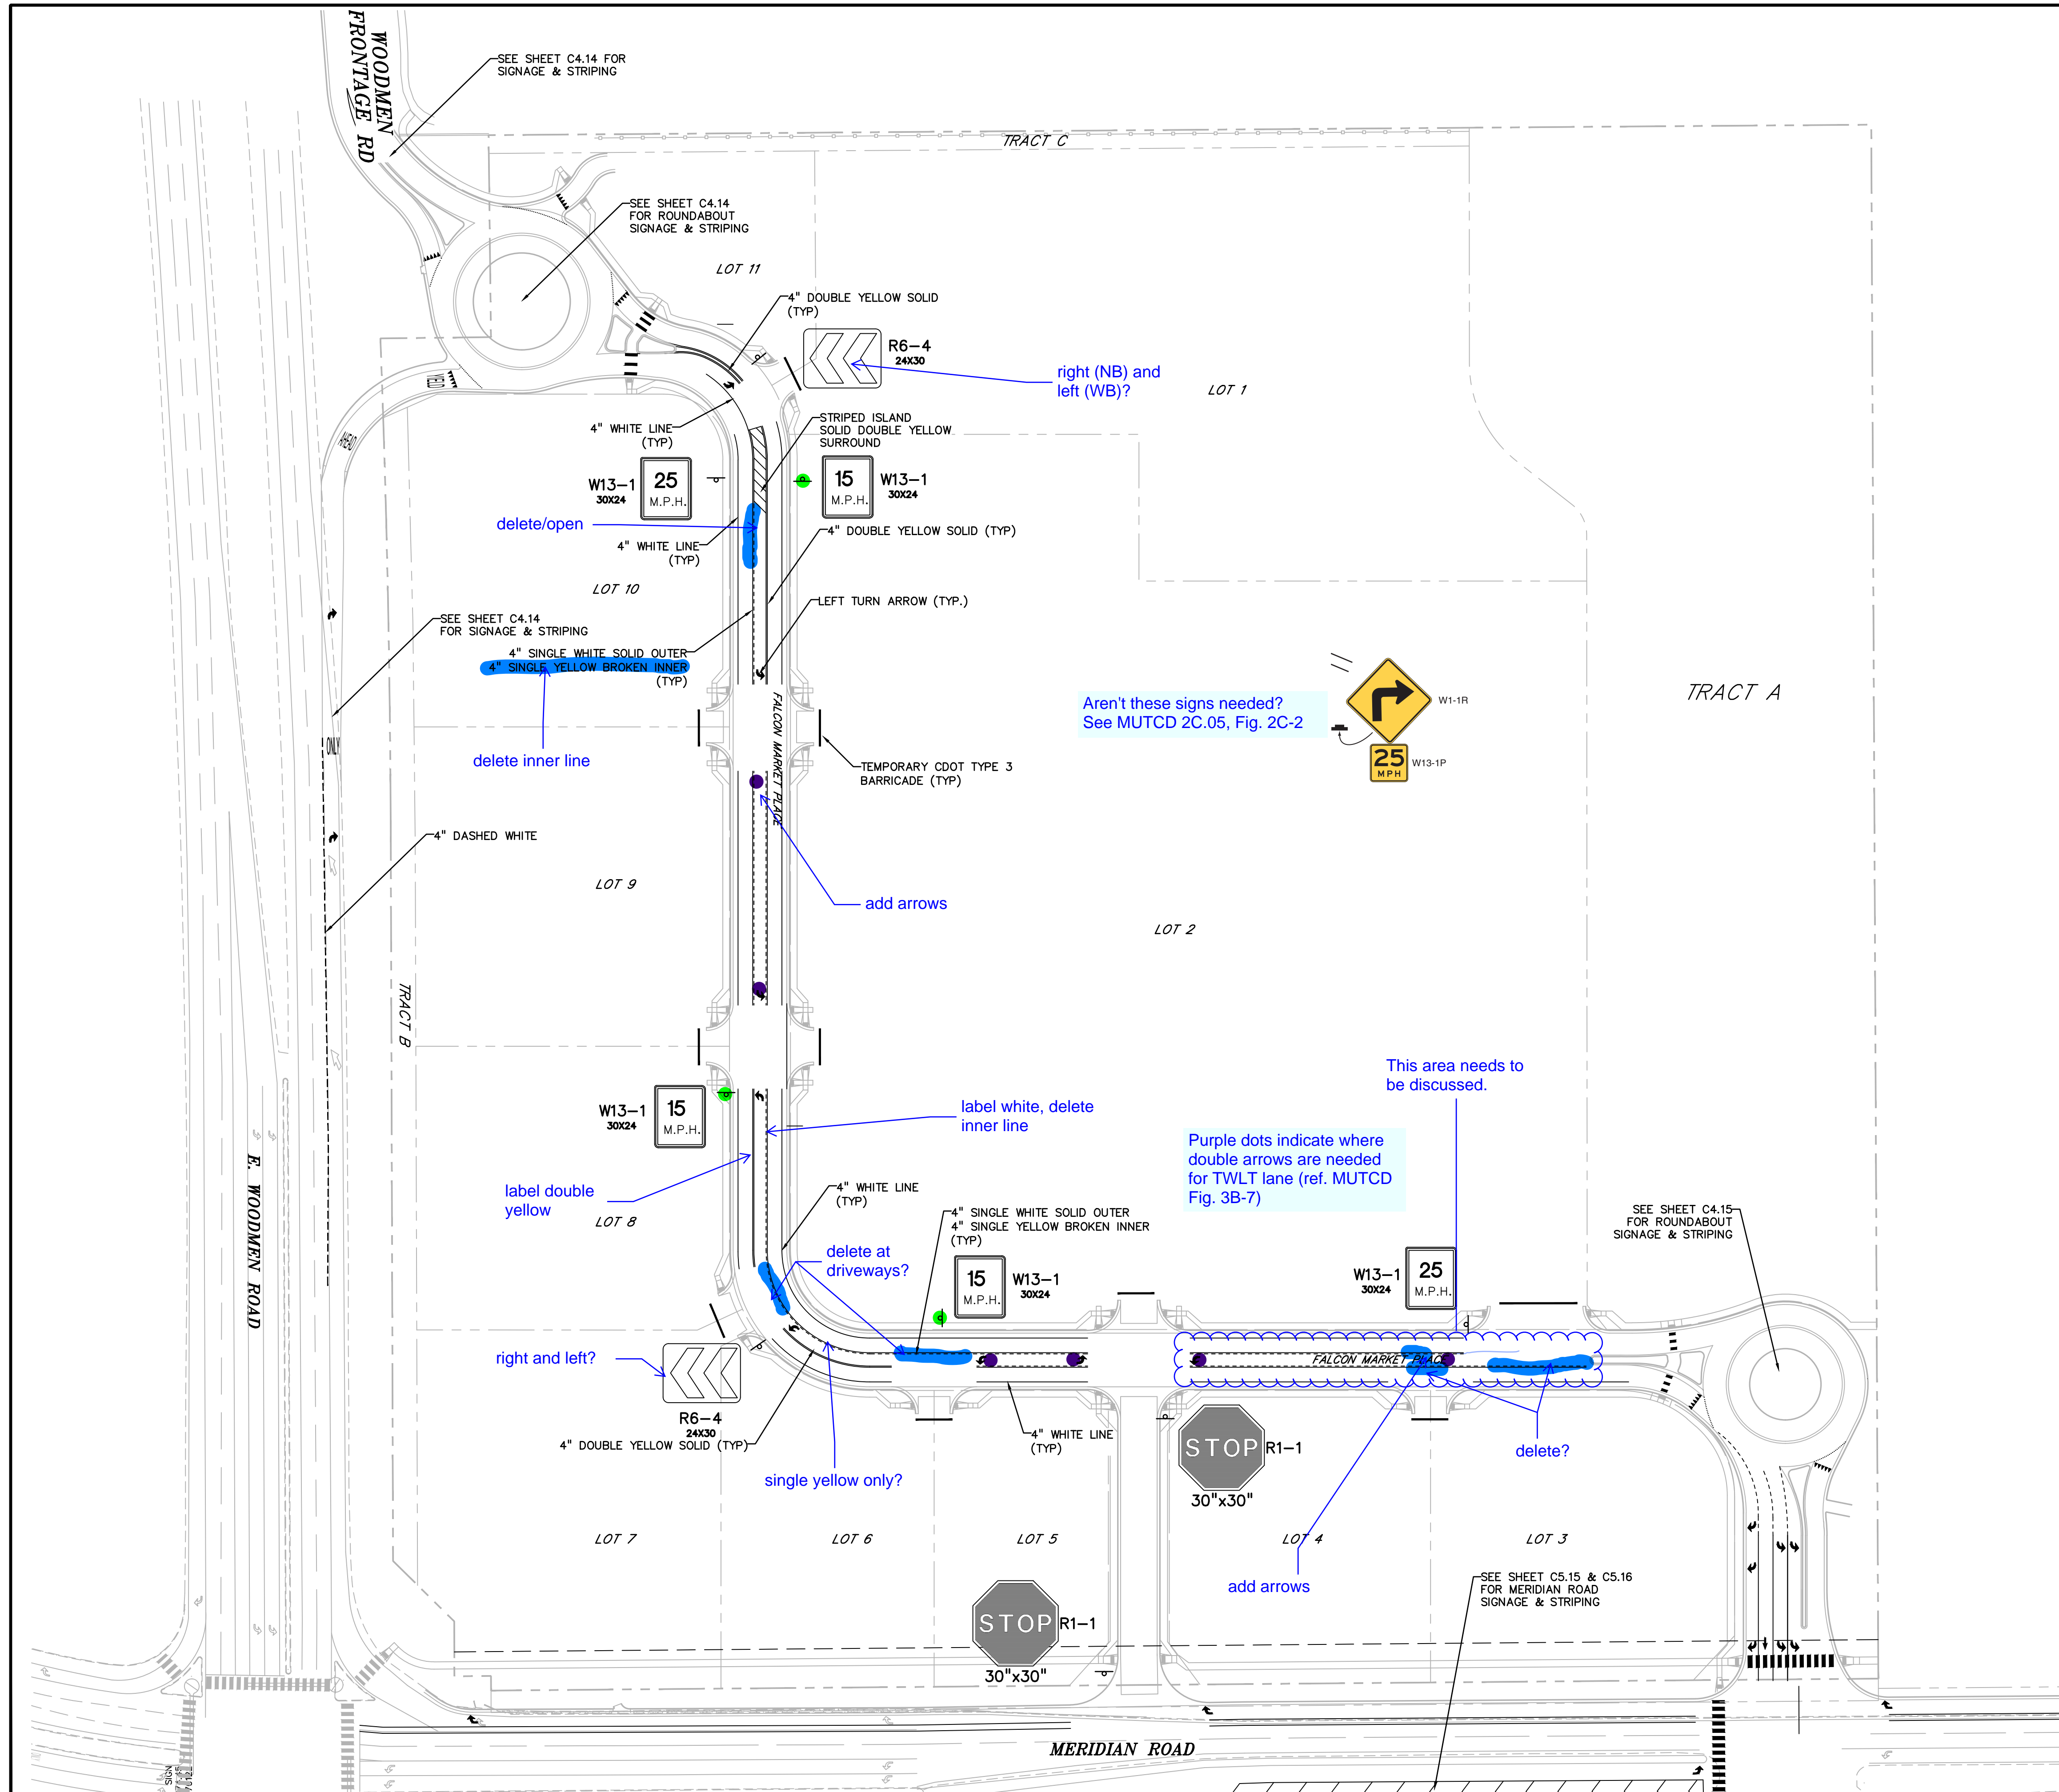 WOODMEN
FRONTAGE RD
SEE SHEET C4.14 FOR
SIGNAGE & STRIPING
TRACT C
SEE SHEET C4.14
FOR ROUNDABOUT
SIGNAGE & STRIPING
LOT 11
4" DOUBLE YELLOW SOLID
(TYP)
R6-4
24X30
right (NB) and
left (WB)?
LOT 1
YIELD
AHEAD
4" WHITE LINE
(TYP)
STRIPED ISLAND
SOLID DOUBLE YELLOW
SURROUND
W13-1
30X24
25
M.P.H.
15
M.P.H.
W13-1
30X24
delete/open
4" WHITE LINE
(TYP)
4" DOUBLE YELLOW SOLID (TYP)
LOT 10
LEFT TURN ARROW (TYP.)
SEE SHEET C4.14
FOR SIGNAGE & STRIPING
4" SINGLE WHITE SOLID OUTER
4" SINGLE YELLOW BROKEN INNER
(TYP)
Aren't these signs needed?
See MUTCD 2C.05, Fig. 2C-2
W1-1R
25
MPH
W13-1P
TRACT A
ONLY
delete inner line
FALCON MARKET PLACE
TEMPORARY CDOT TYPE 3
BARRICADE (TYP)
4" DASHED WHITE
LOT 9
add arrows
LOT 2
TRACT B
This area needs to
be discussed.
W13-1
30X24
15
M.P.H.
label white, delete
inner line
Purple dots indicate where
double arrows are needed
for TWLT lane (ref. MUTCD
Fig. 3B-7)
E. WOODMEN ROAD
label double
yellow
LOT 8
4" WHITE LINE
(TYP)
4" SINGLE WHITE SOLID OUTER
4" SINGLE YELLOW BROKEN INNER
(TYP)
SEE SHEET C4.15
FOR ROUNDABOUT
SIGNAGE & STRIPING
delete at
driveways?
15
M.P.H.
W13-1
30X24
W13-1
30X24
25
M.P.H.
right and left?
FALCON MARKET PLACE
R6-4
24X30
4" DOUBLE YELLOW SOLID (TYP)
4" WHITE LINE
(TYP)
STOP
R1-1
30"x30"
delete?
single yellow only?
LOT 7
LOT 6
LOT 5
LOT 4
LOT 3
add arrows
SEE SHEET C5.15 & C5.16
FOR MERIDIAN ROAD
SIGNAGE & STRIPING
STOP
R1-1
30"x30"
MERIDIAN ROAD
SIGN